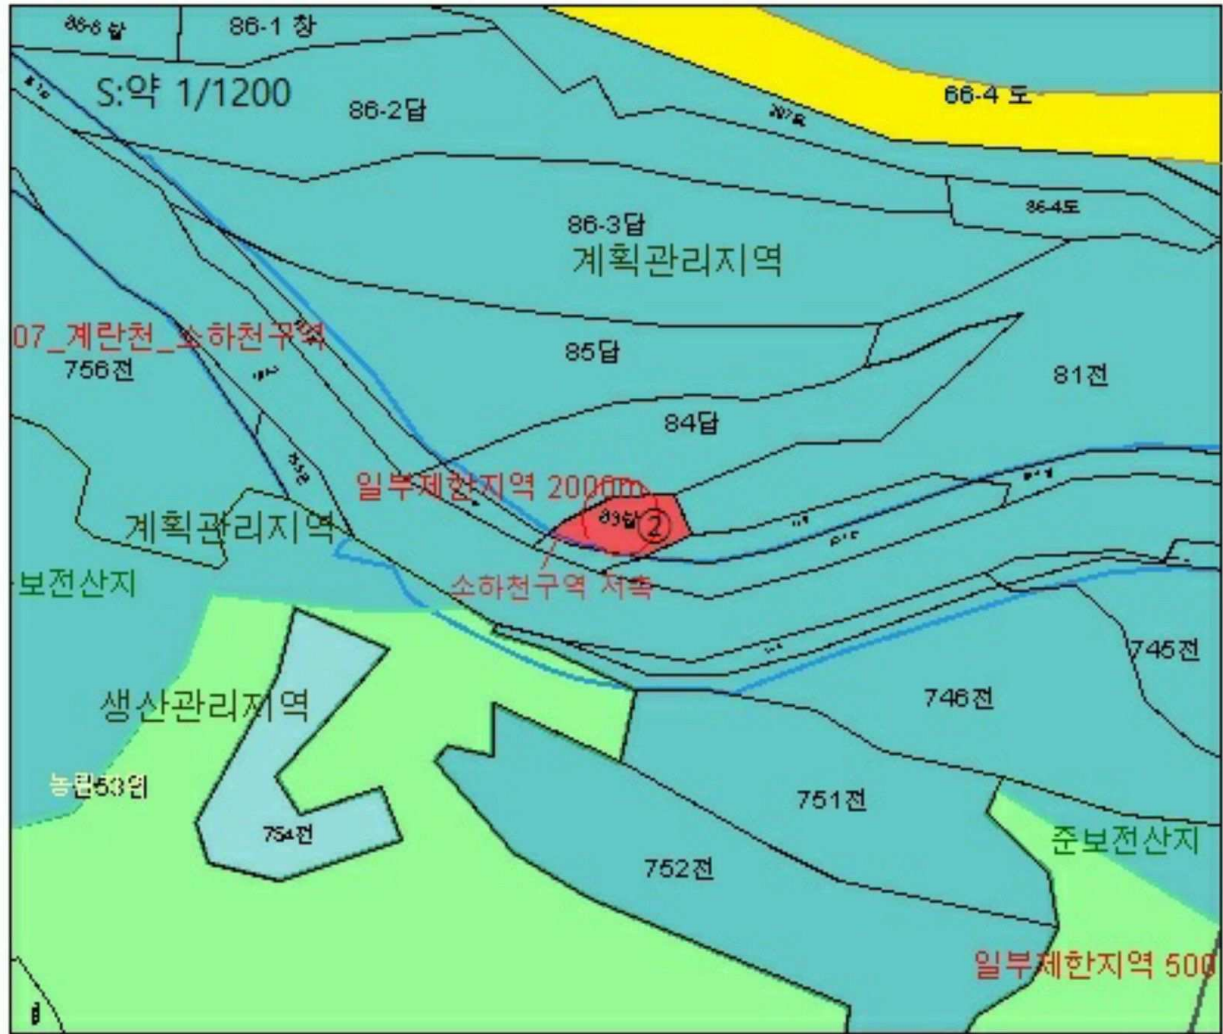 86-6 답
86-1 창
S:약 1/1200
86-2답
66-4 도
86-4도
86-3답
계획관리지역
07_계란천_소하천구역
756전
85답
81전
84답
일부제한지역 2000m
83답
②
계획관리지역
소하천구역 저촉
보전산지
745전
생산관리지역
746전
751전
754전
준보전산지
752전
일부제한지역 500